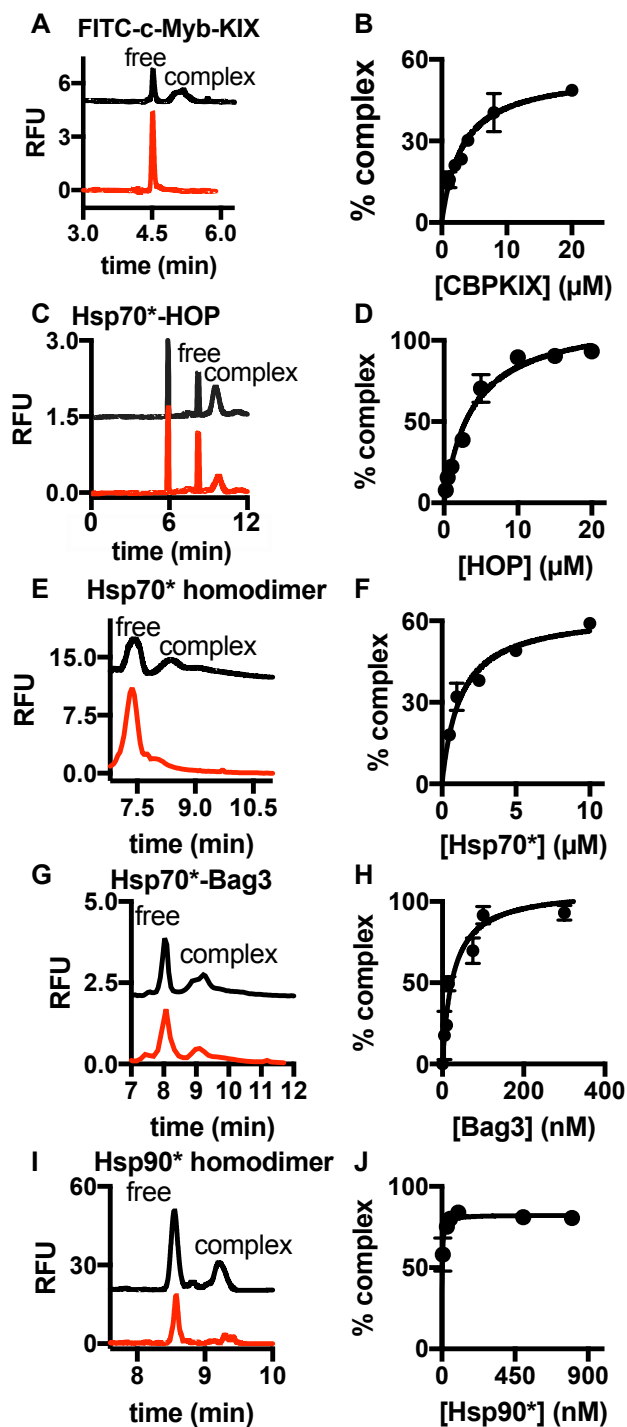 A FITC-c-Myb-KIX
free
complex
RFU
6
3
0
3.0 4.5 6.0
time (min)
B
% complex
60
30
0
0 10 20
[CBPKIX] (µM)
C Hsp70*-HOP
free
complex
RFU
3.0
1.5
0.0
0 6 12
time (min)
D
% complex
100
50
0
0 10 20
[HOP] (µM)
E Hsp70* homodimer
free
complex
RFU
15.0
7.5
0.0
7.5 9.0 10.5
time (min)
F
% complex
60
30
0
0 5 10
[Hsp70*] (µM)
G Hsp70*-Bag3
free
complex
RFU
5.0
2.5
0.0
7 8 9 10 11 12
time (min)
H
% complex
100
50
0
0 200 400
[Bag3] (nM)
I Hsp90* homodimer
free
complex
RFU
60
30
0
8 9 10
time (min)
J
% complex
100
50
0
0 450 900
[Hsp90*] (nM)